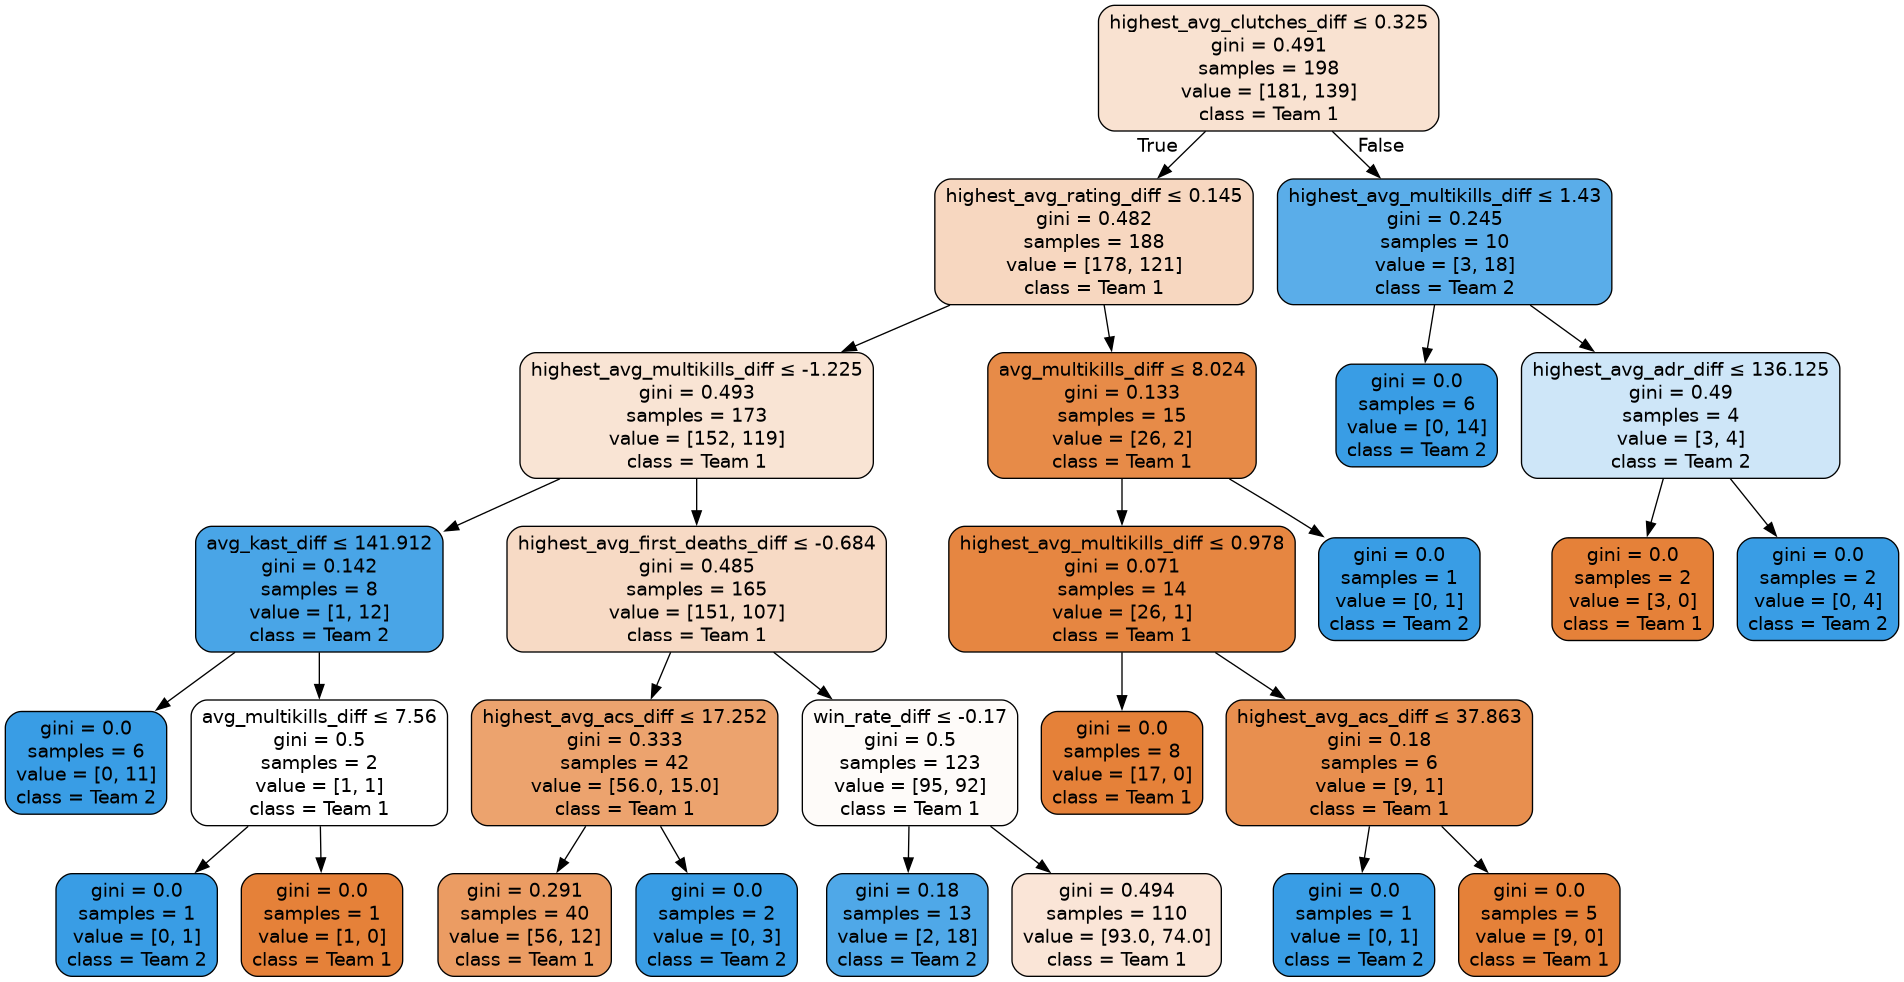 highest_avg_clutches_diff ≤ 0.325
gini = 0.491
samples = 198
value = [181, 139]
class = Team 1
True
False
highest_avg_rating_diff ≤ 0.145
gini = 0.482
samples = 188
value = [178, 121]
class = Team 1
highest_avg_multikills_diff ≤ 1.43
gini = 0.245
samples = 10
value = [3, 18]
class = Team 2
highest_avg_multikills_diff ≤ -1.225
gini = 0.493
samples = 173
value = [152, 119]
class = Team 1
avg_multikills_diff ≤ 8.024
gini = 0.133
samples = 15
value = [26, 2]
class = Team 1
gini = 0.0
samples = 6
value = [0, 14]
class = Team 2
highest_avg_adr_diff ≤ 136.125
gini = 0.49
samples = 4
value = [3, 4]
class = Team 2
avg_kast_diff ≤ 141.912
gini = 0.142
samples = 8
value = [1, 12]
class = Team 2
highest_avg_first_deaths_diff ≤ -0.684
gini = 0.485
samples = 165
value = [151, 107]
class = Team 1
highest_avg_multikills_diff ≤ 0.978
gini = 0.071
samples = 14
value = [26, 1]
class = Team 1
gini = 0.0
samples = 1
value = [0, 1]
class = Team 2
gini = 0.0
samples = 2
value = [3, 0]
class = Team 1
gini = 0.0
samples = 2
value = [0, 4]
class = Team 2
gini = 0.0
samples = 6
value = [0, 11]
class = Team 2
avg_multikills_diff ≤ 7.56
gini = 0.5
samples = 2
value = [1, 1]
class = Team 1
highest_avg_acs_diff ≤ 17.252
gini = 0.333
samples = 42
value = [56.0, 15.0]
class = Team 1
win_rate_diff ≤ -0.17
gini = 0.5
samples = 123
value = [95, 92]
class = Team 1
gini = 0.0
samples = 8
value = [17, 0]
class = Team 1
highest_avg_acs_diff ≤ 37.863
gini = 0.18
samples = 6
value = [9, 1]
class = Team 1
gini = 0.0
samples = 1
value = [0, 1]
class = Team 2
gini = 0.0
samples = 1
value = [1, 0]
class = Team 1
gini = 0.291
samples = 40
value = [56, 12]
class = Team 1
gini = 0.0
samples = 2
value = [0, 3]
class = Team 2
gini = 0.18
samples = 13
value = [2, 18]
class = Team 2
gini = 0.494
samples = 110
value = [93.0, 74.0]
class = Team 1
gini = 0.0
samples = 1
value = [0, 1]
class = Team 2
gini = 0.0
samples = 5
value = [9, 0]
class = Team 1